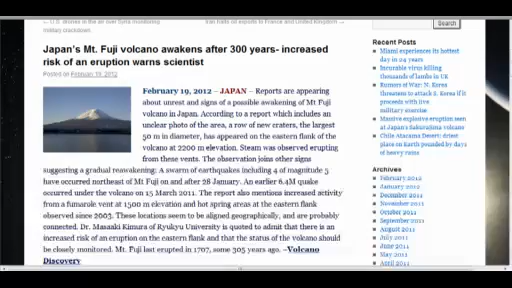 ← U.S. drones in the air over Syria monitoring military crackdown
Iran halts oil exports to France and United Kingdom →
Search
Japan's Mt. Fuji volcano awakens after 300 years- increased
risk of an eruption warns scientist
Posted on February 19, 2012
February 19, 2012 – JAPAN – Reports are appearing
about unrest and signs of a possible awakening of Mt Fuji
volcano in Japan. According to a report which includes an
unclear photo of the area, a row of new craters, the largest
50 m in diameter, has appeared on the eastern flank of the
volcano at 2200 m elevation. Steam was observed erupting
from these vents. The observation joins other signs
suggesting a gradual reawakening: A swarm of earthquakes including 4 of magnitude 5
have occurred northeast of Mt Fuji on and after 28 January. An earlier 6.4M quake
occurred under the volcano on 15 March 2011. The report also mentions increased activity
from a fumarole vent at 1500 m elevation and hot spring areas at the eastern flank
observed since 2003. These locations seem to be aligned geographically, and are probably
connected. Dr. Masaaki Kimura of Ryukyu University is quoted to admit that there is an
increased risk of an eruption on the eastern flank and that the status of the volcano should
be closely monitored. Mt. Fuji last erupted in 1707, some 305 years ago. –Volcano
Discovery
Recent Posts
Miami experiences its hottest
day in 24 years
Incurable virus killing
thousands of lambs in UK
Rumors of War: N. Korea
threatens to attack S. Korea if it
proceeds with live military
exercise
Massive explosive eruption seen
at Japan's Sakurajima volcano
Chile Atacama Desert: driest
place on Earth pounded by days
of heavy rains
Archives
February 2012
January 2012
December 2011
November 2011
October 2011
September 2011
August 2011
July 2011
June 2011
May 2011
April 2011